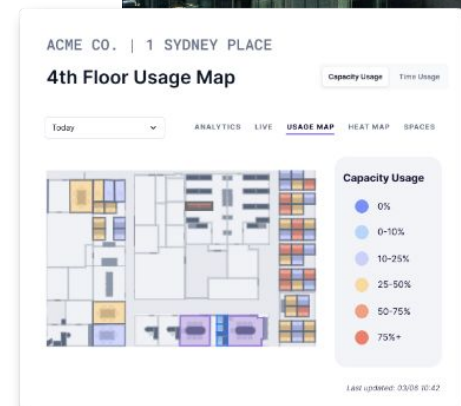 ACME CO. | 1 SYDNEY PLACE
4th Floor Usage Map
Capacity Usage Time Usage
Today
ANALYTICS LIVE USAGE MAP HEAT MAP SPACES
Capacity Usage
0%
0-10%
10-25%
25-50%
50-75%
75%+
Last updated: 03/06 10:42